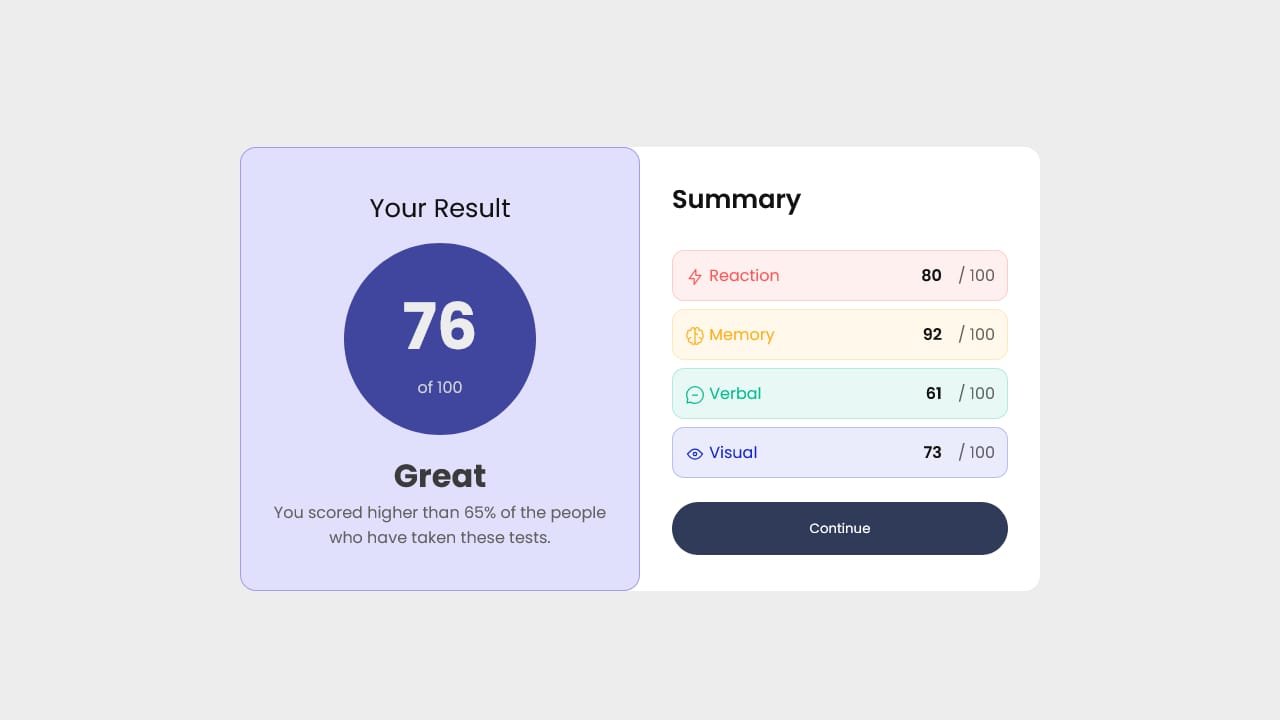 Your Result
76
of 100
Great
You scored higher than 65% of the people
who have taken these tests.
Summary
Reaction 80 / 100
Memory 92 / 100
Verbal 61 / 100
Visual 73 / 100
Continue